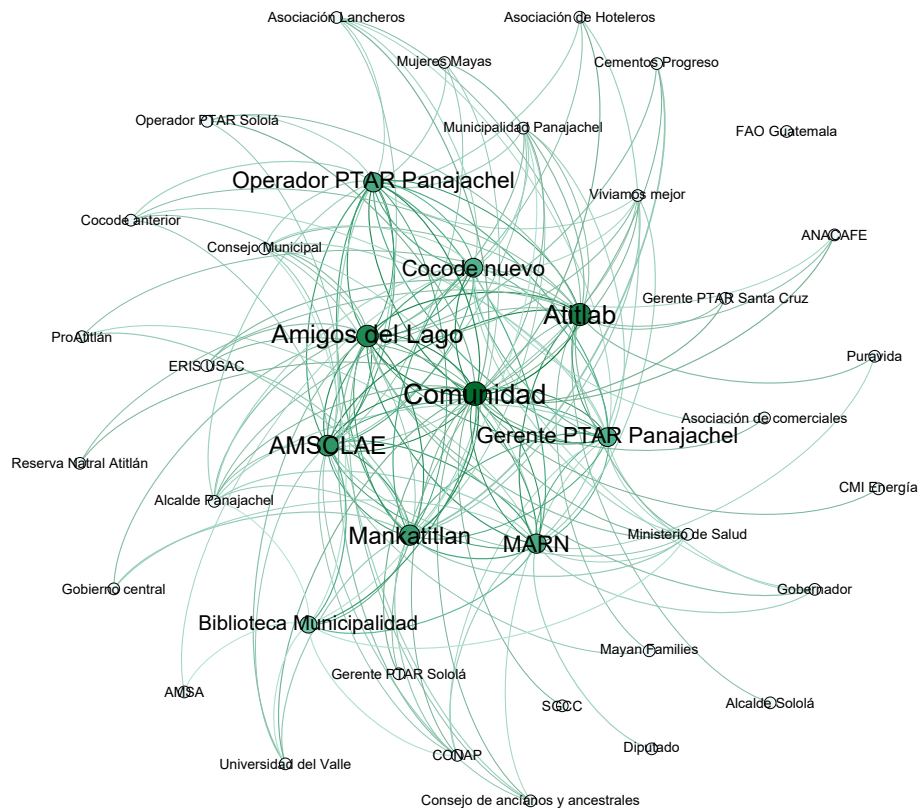 Asociación Lancheros
Asociación de Hoteleros
Mujeres Mayas
Cementos Progreso
Operador PTAR Sololá
Municipalidad Panajachel
FAO Guatemala
Operador PTAR Panajachel
Viviamos mejor
Cocode anterior
Consejo Municipal
ANACAFE
Cocode nuevo
Gerente PTAR Santa Cruz
Atitlab
Amigos del Lago
ProAtitlán
Puravida
ERIS USAC
Comunidad
Asociación de comerciales
Gerente PTAR Panajachel
AMSCLAE
Reserva Natral Atitlán
CMI Energía
Alcalde Panajachel
Mankatitlan
Ministerio de Salud
MARN
Gobierno central
Gobernador
Biblioteca Municipalidad
Mayan Families
Gerente PTAR Sololá
AMSA
SGCC
Alcalde Sololá
Diputado
CONAP
Universidad del Valle
Consejo de ancíanos y ancestrales